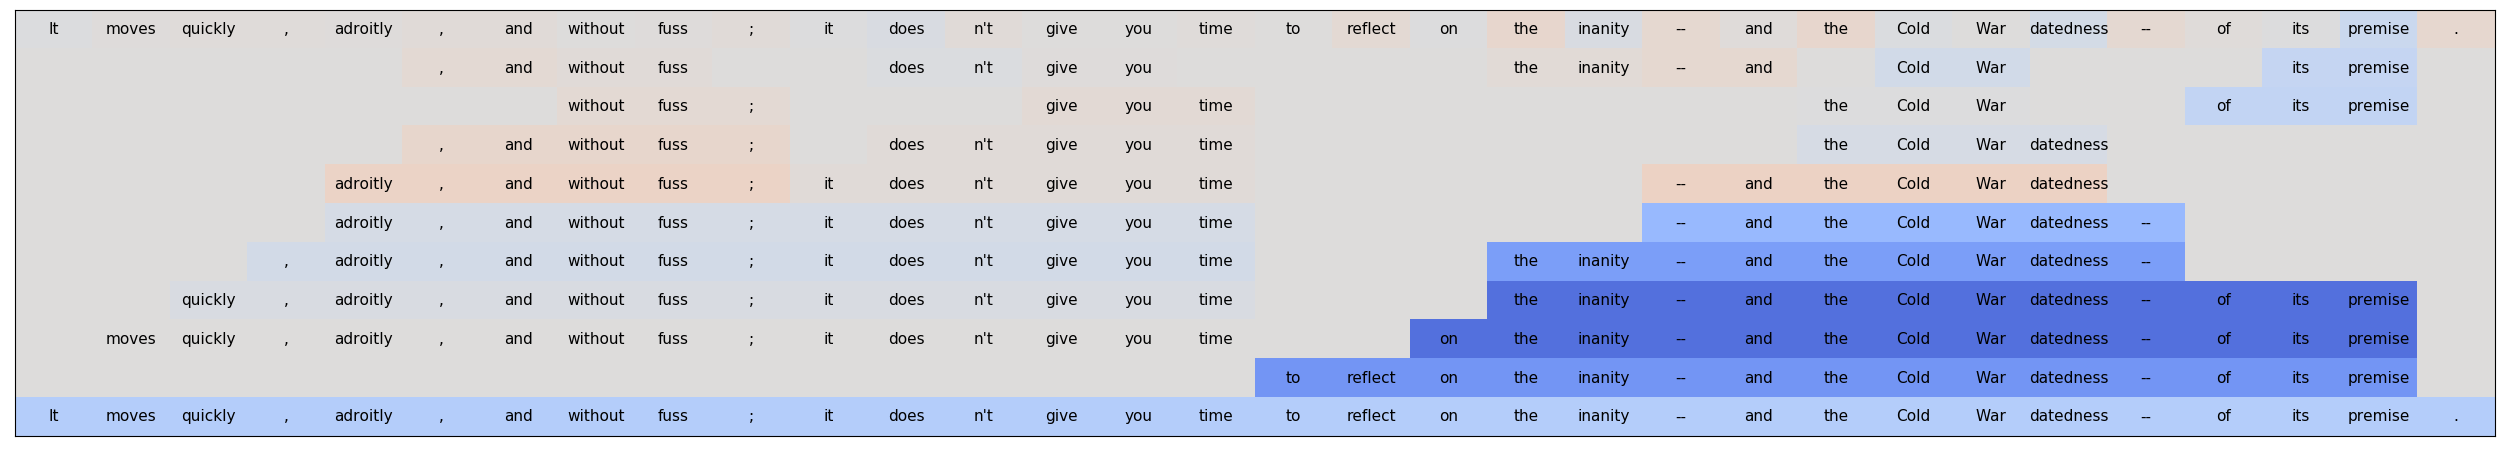 It moves quickly , adroitly , and without fuss ; it does n't give you time to reflect on the inanity -- and the Cold War datedness -- of its premise .
, and without fuss does n't give you the inanity -- and Cold War its premise
without fuss ; give you time the Cold War of its premise
, and without fuss ; does n't give you time the Cold War datedness
adroitly , and without fuss ; it does n't give you time -- and the Cold War datedness
adroitly , and without fuss ; it does n't give you time -- and the Cold War datedness --
, adroitly , and without fuss ; it does n't give you time the inanity -- and the Cold War datedness --
quickly , adroitly , and without fuss ; it does n't give you time the inanity -- and the Cold War datedness -- of its premise
moves quickly , adroitly , and without fuss ; it does n't give you time on the inanity -- and the Cold War datedness -- of its premise
to reflect on the inanity -- and the Cold War datedness -- of its premise
It moves quickly , adroitly , and without fuss ; it does n't give you time to reflect on the inanity -- and the Cold War datedness -- of its premise .